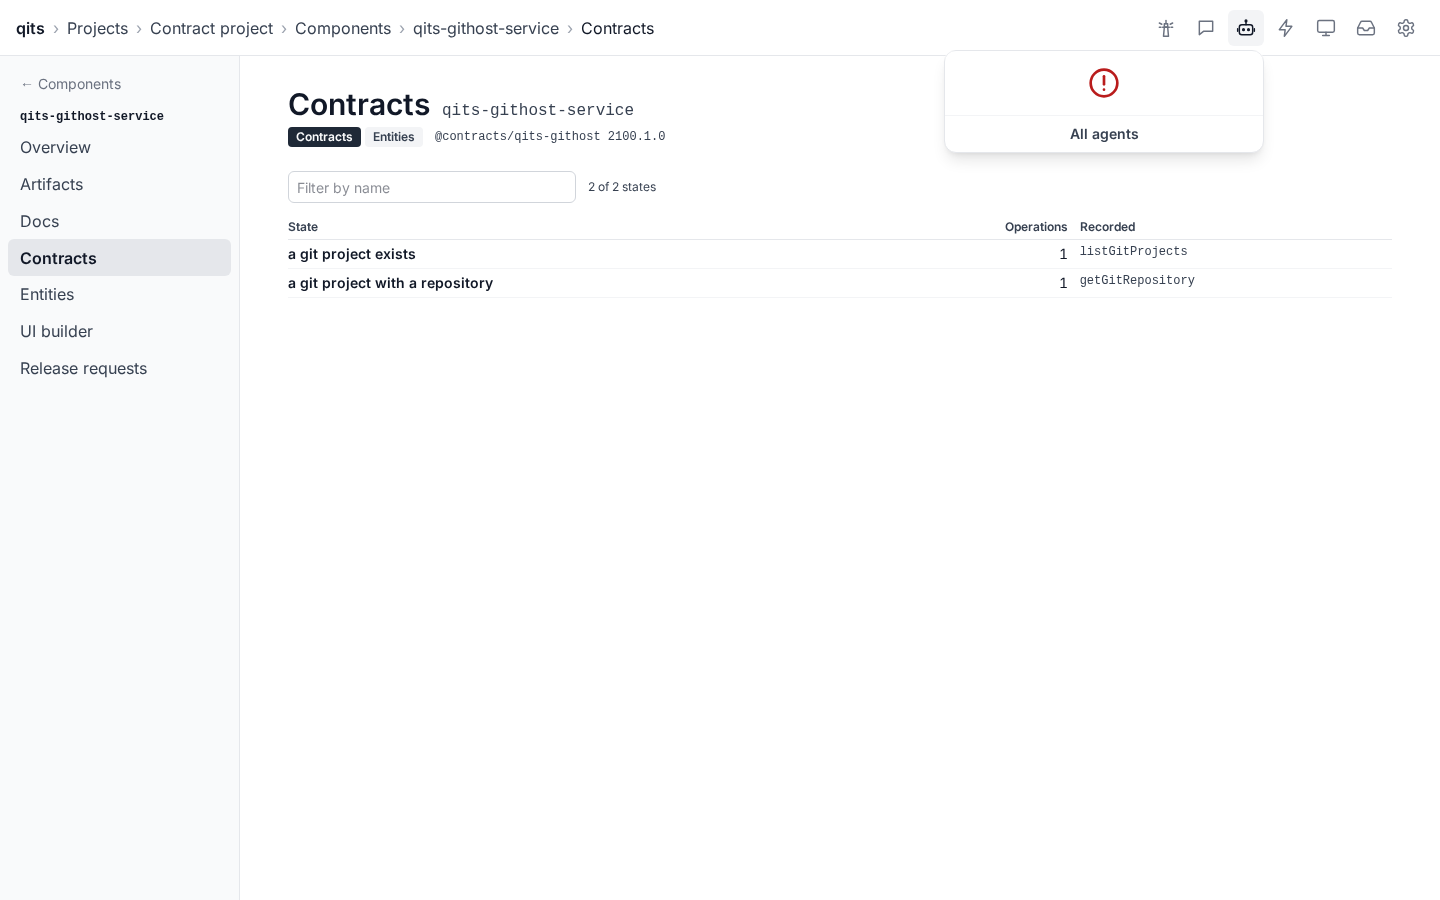 qits › Projects › Contract project › Components › qits-githost-service › Contracts
← Components
qits-githost-service
Overview
Artifacts
Docs
Contracts
Entities
UI builder
Release requests
Contracts qits-githost-service
Contracts Entities @contracts/qits-githost 2100.1.0
Filter by name 2 of 2 states
State Operations Recorded
a git project exists 1 listGitProjects
a git project with a repository 1 getGitRepository
All agents